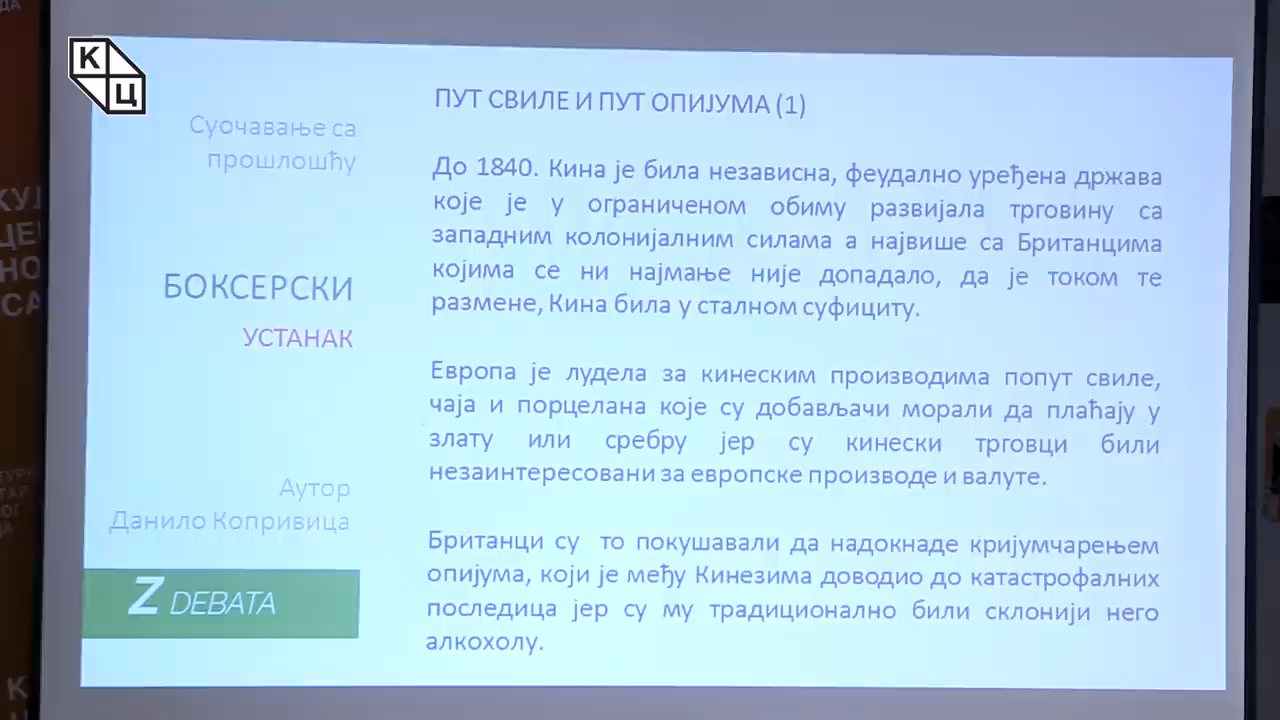 К
Ц
Суочавање са
прошлошћу
БОКСЕРСКИ
УСТАНАК
Аутор
Данило Копривица
Z DEBATA
ПУТ СВИЛЕ И ПУТ ОПИЈУМА (1)
До 1840. Кина је била независна, феудално уређена држава
које је у ограниченом обиму развијала трговину са
западним колонијалним силама а највише са Британцима
којима се ни најмање није допадало, да је током те
размене, Кина била у сталном суфициту.
Европа је лудела за кинеским производима попут свиле,
чаја и порцелана које су добављачи морали да плаћају у
злату или сребру јер су кинески трговци били
незаинтересовани за европске производе и валуте.
Британци су то покушавали да надокнаде кријумчарењем
опијума, који је међу Кинезима доводио до катастрофалних
последица јер су му традиционално били склонији него
алкохолу.